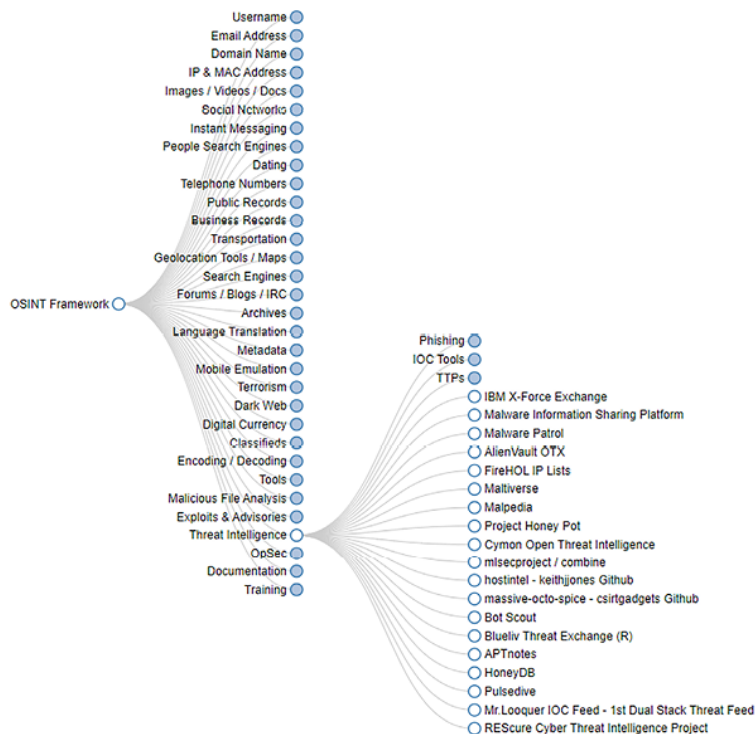 Username
Email Address
Domain Name
IP & MAC Address
Images / Videos / Docs
Social Networks
Instant Messaging
People Search Engines
Dating
Telephone Numbers
Public Records
Business Records
Transportation
Geolocation Tools / Maps
Search Engines
Forums / Blogs / IRC
OSINT Framework
Archives
Language Translation
Metadata
Mobile Emulation
Terrorism
Dark Web
Digital Currency
Classifieds
Encoding / Decoding
Tools
Malicious File Analysis
Exploits & Advisories
Threat Intelligence
OpSec
Documentation
Training
Phishing
IOC Tools
TTPs
IBM X-Force Exchange
Malware Information Sharing Platform
Malware Patrol
AlienVault OTX
FireHOL IP Lists
Maltiverse
Malpedia
Project Honey Pot
Cymon Open Threat Intelligence
mlsecproject / combine
hostintel - keithjjones Github
massive-octo-spice - csirtgadgets Github
Bot Scout
Blueliv Threat Exchange (R)
APTnotes
HoneyDB
Pulsedive
Mr.Looquer IOC Feed - 1st Dual Stack Threat Feed
REScure Cyber Threat Intelligence Project